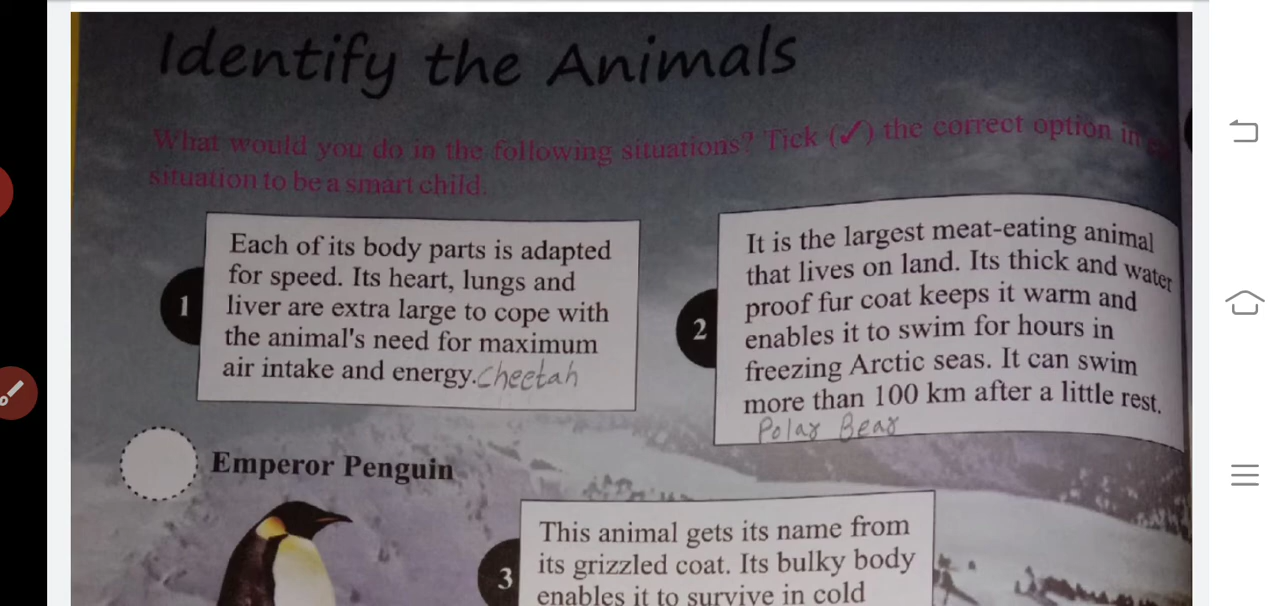 Identify the Animals
What would you do in the following situations? Tick (✓) the correct option in
situation to be a smart child.
1
Each of its body parts is adapted
for speed. Its heart, lungs and
liver are extra large to cope with
the animal's need for maximum
air intake and energy. Cheetah
2
It is the largest meat-eating animal
that lives on land. Its thick and water
proof fur coat keeps it warm and
enables it to swim for hours in
freezing Arctic seas. It can swim
more than 100 km after a little rest.
Polar Bear
Emperor Penguin
3
This animal gets its name from
its grizzled coat. Its bulky body
enables it to survive in cold